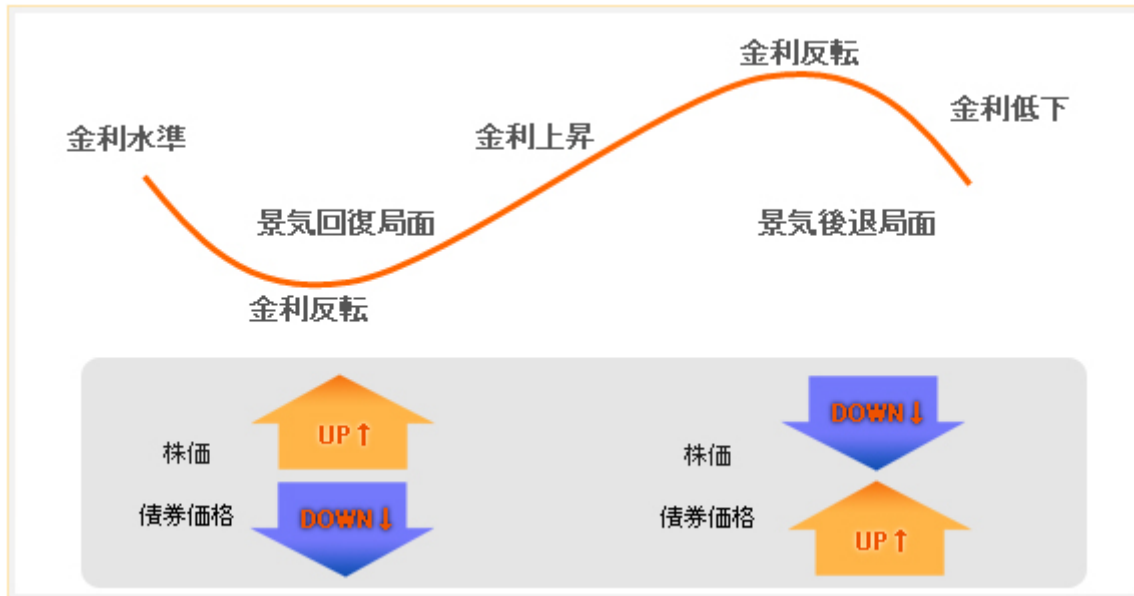 金利反転
金利低下
金利水準
金利上昇
景気回復局面
景気後退局面
金利反転
UP↑
DOWN↓
株価
株価
債券価格
DOWN↓
債券価格
UP↑